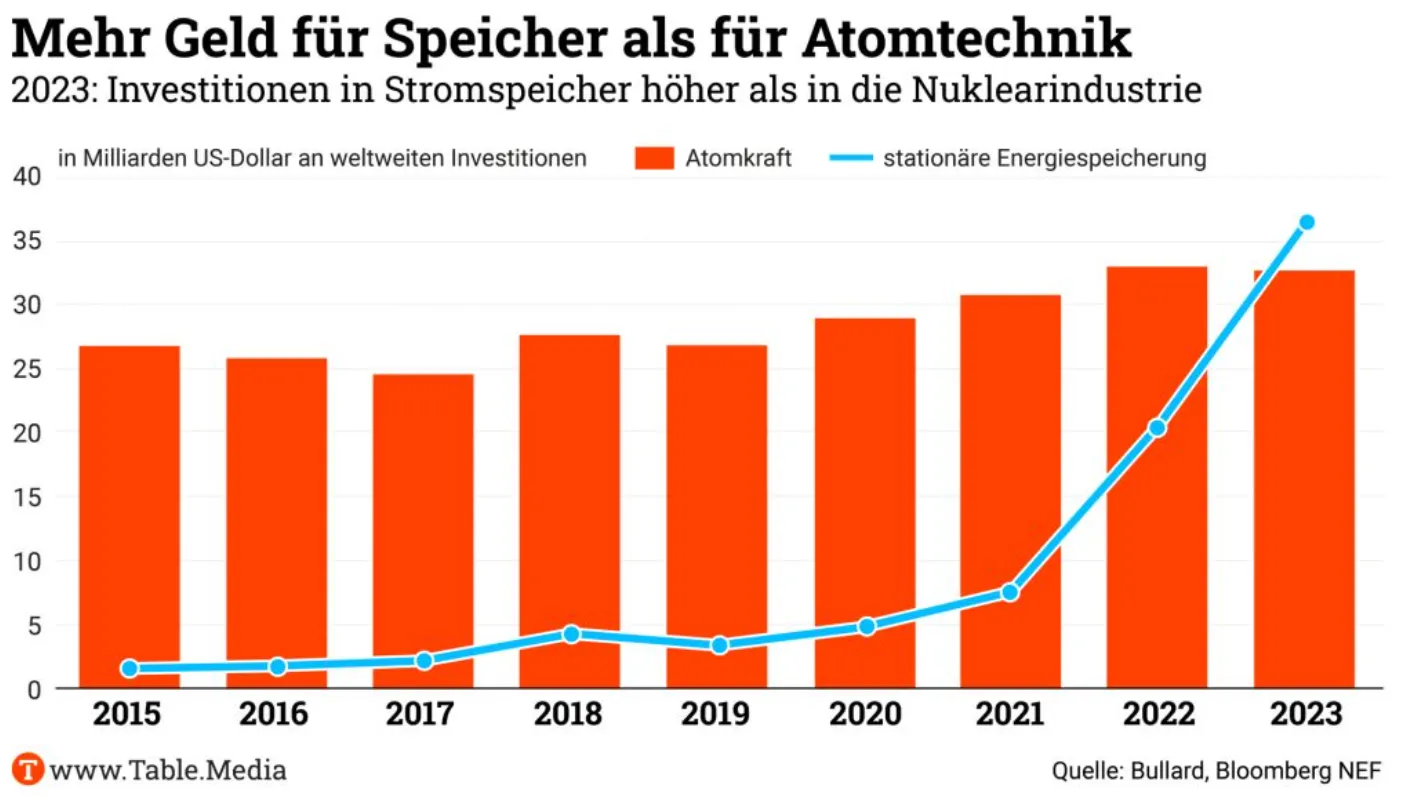 Mehr Geld für Speicher als für Atomtechnik
2023: Investitionen in Stromspeicher höher als in die Nuklearindustrie
in Milliarden US-Dollar an weltweiten Investitionen Atomkraft stationäre Energiespeicherung
40
35
30
25
20
15
10
5
0
2015 2016 2017 2018 2019 2020 2021 2022 2023
T www.Table.Media Quelle: Bullard, Bloomberg NEF